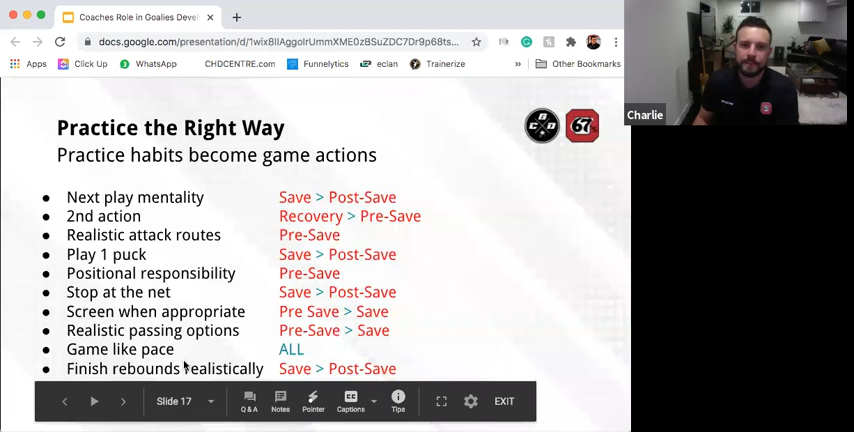 Coaches Role in Goalies Devel
docs.google.com/presentation/d/1wix8IIAggolrUmmXME0zBSuZDC7Dr9p68ts...
Apps Click Up WhatsApp CHDCENTRE.com Funnelytics eclan Trainerize » Other Bookmarks
Charlie
Practice the Right Way
Practice habits become game actions
67's
● Next play mentality Save > Post-Save
● 2nd action Recovery > Pre-Save
● Realistic attack routes Pre-Save
● Play 1 puck Save > Post-Save
● Positional responsibility Pre-Save
● Stop at the net Save > Post-Save
● Screen when appropriate Pre Save > Save
● Realistic passing options Pre-Save > Save
● Game like pace ALL
● Finish rebounds realistically Save > Post-Save
Slide 17 Q & A Notes Pointer Captions Tips EXIT